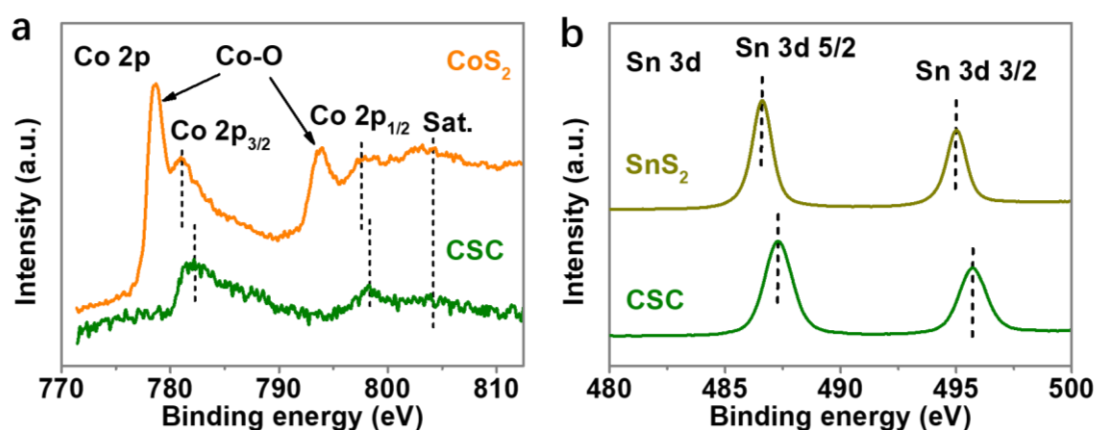 a
Co 2p
Co-O
CoS₂
Co 2p₃/₂
Co 2p₁/₂
Sat.
CSC
Intensity (a.u.)
770 780 790 800 810
Binding energy (eV)
b
Sn 3d
Sn 3d 5/2
Sn 3d 3/2
SnS₂
CSC
Intensity (a.u.)
480 485 490 495 500
Binding energy (eV)